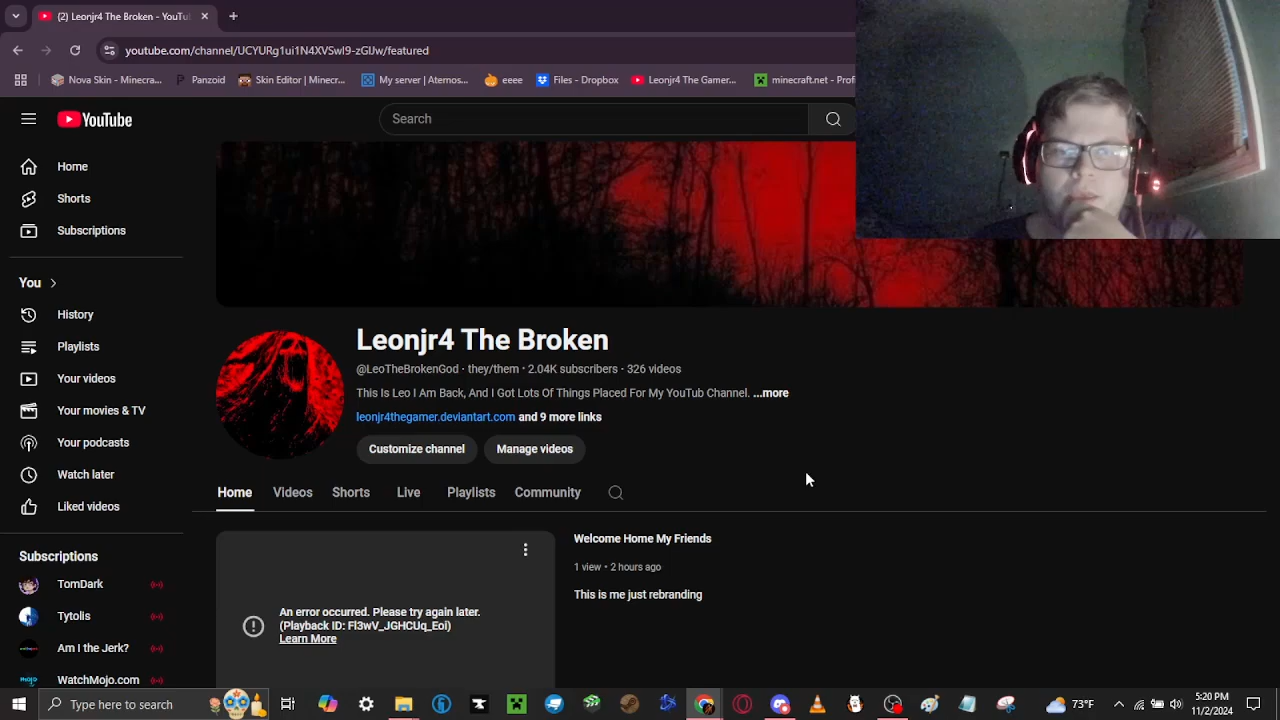 (2) Leonjr4 The Broken - YouTu
youtube.com/channel/UCYURg1ui1N4XVSwI9-zGlJw/featured
Nova Skin - Minecra...
Panzoid
Skin Editor | Minecr...
My server | Aternos...
eeee
Files - Dropbox
Leonjr4 The Gamer...
minecraft.net - Prof
YouTube
Search
Home
Shorts
Subscriptions
You
History
Playlists
Your videos
Your movies & TV
Your podcasts
Watch later
Liked videos
Subscriptions
TomDark
Tytolis
Am I the Jerk?
WatchMojo.com
Leonjr4 The Broken
@LeoTheBrokenGod · they/them · 2.04K subscribers · 326 videos
This Is Leo I Am Back, And I Got Lots Of Things Placed For My YouTub Channel. ...more
leonjr4thegamer.deviantart.com and 9 more links
Customize channel
Manage videos
Home Videos Shorts Live Playlists Community
An error occurred. Please try again later.
(Playback ID: Fl3wV_JGHCUq_Eoi)
Learn More
Welcome Home My Friends
1 view • 2 hours ago
This is me just rebranding
Type here to search
73°F
5:20 PM
11/2/2024